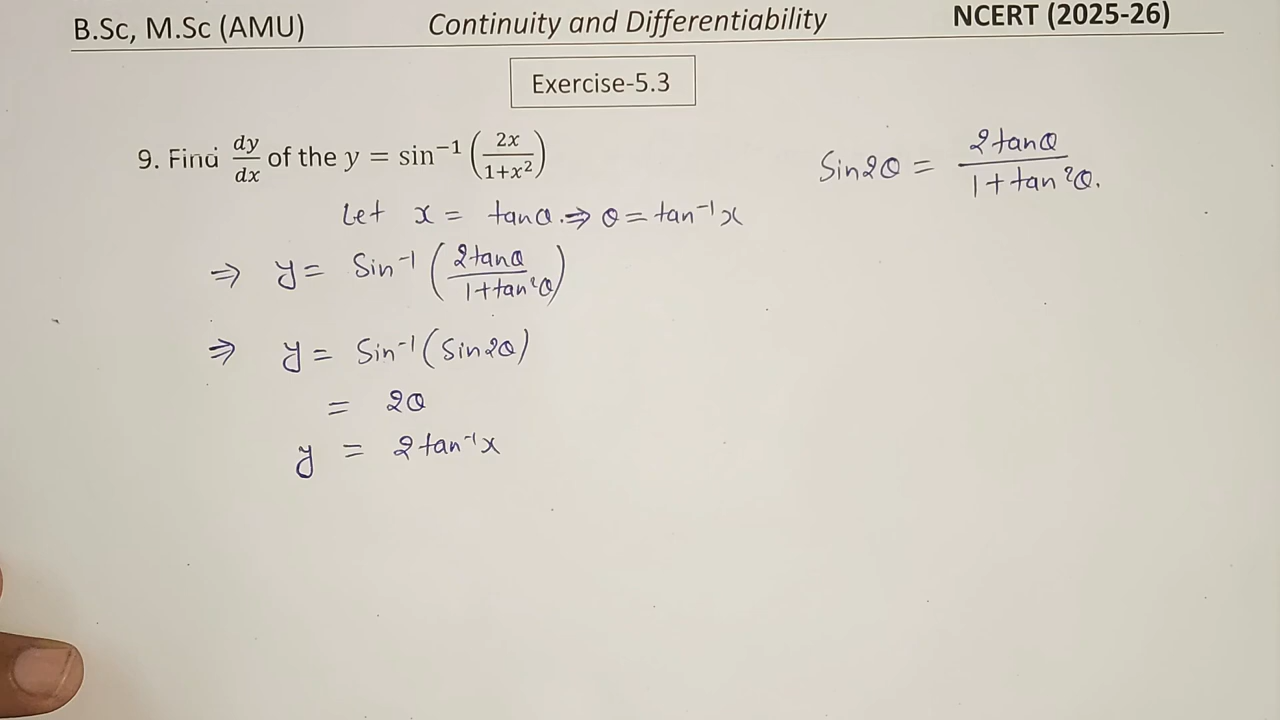 B.Sc, M.Sc (AMU) Continuity and Differentiability NCERT (2025-26)
Exercise-5.3
9. Find dy/dx of the y = sin⁻¹(2x/(1+x²))
Sin2θ = 2tanθ/(1+tan²θ).
Let x = tanθ. ⇒ θ = tan⁻¹x
⇒ y = Sin⁻¹(2tanθ/(1+tan²θ))
⇒ y = Sin⁻¹(Sin2θ)
= 2θ
y = 2tan⁻¹x